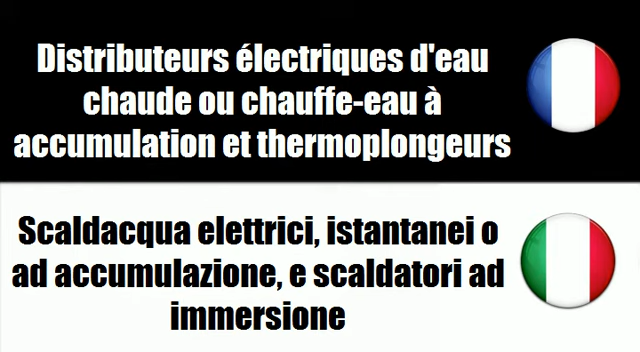 Distributeurs électriques d'eau
chaude ou chauffe-eau à
accumulation et thermoplongeurs
Scaldacqua elettrici, istantanei o
ad accumulazione, e scaldatori ad
immersione